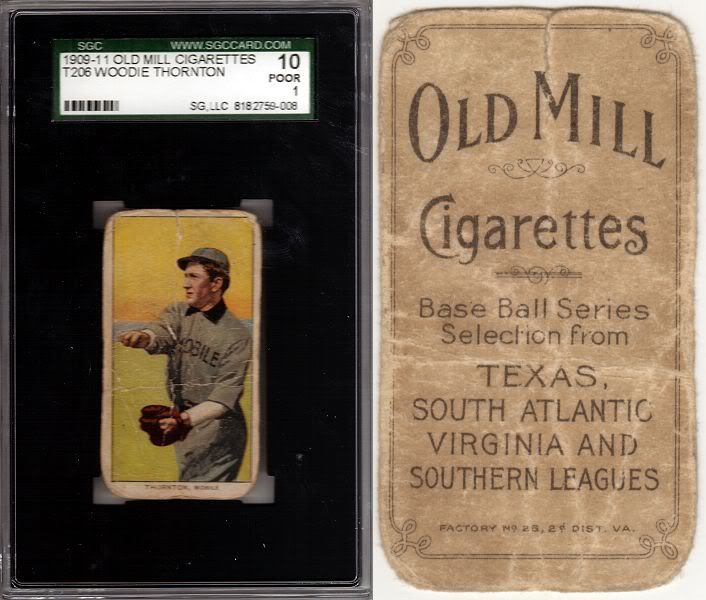 SGC WWW.SGCCARD.COM
1909-11 OLD MILL CIGARETTES 10
T206 WOODIE THORNTON POOR
1
SG,LLC 8182759-008
MOBILE
THORNTON, MOBILE
OLD MILL
Cigarettes
Base Ball Series
Selection from
TEXAS,
SOUTH ATLANTIC
VIRGINIA AND
SOUTHERN LEAGUES
FACTORY Nº 25, 2ᵈ DIST. VA.